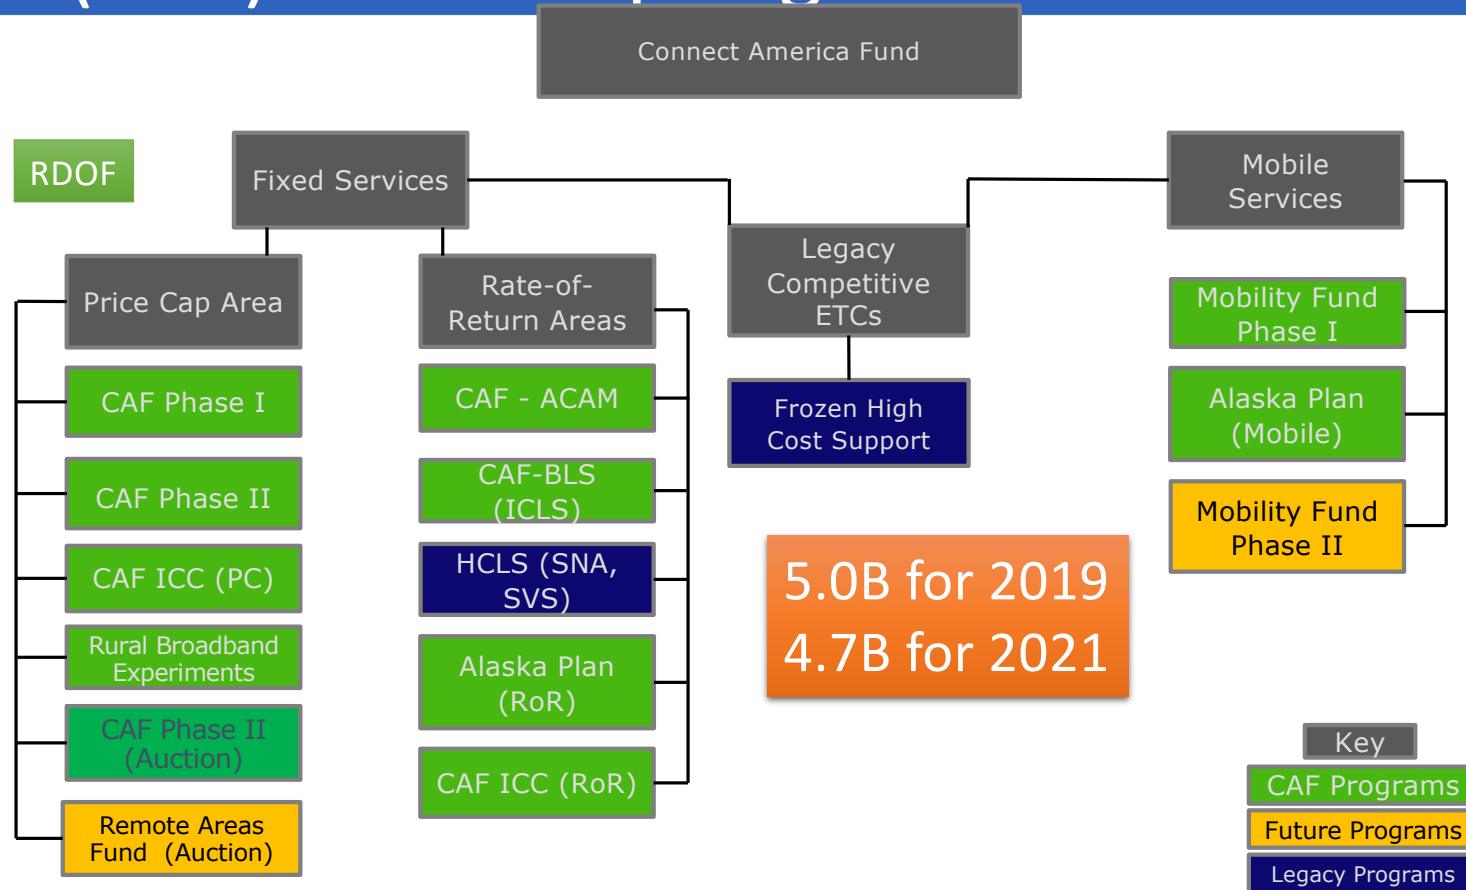 Connect America Fund
RDOF
Fixed Services
Mobile
Services
Legacy
Competitive
ETCs
Price Cap Area
Rate-of-
Return Areas
Mobility Fund
Phase I
CAF Phase I
CAF - ACAM
Frozen High
Cost Support
Alaska Plan
(Mobile)
CAF Phase II
CAF-BLS
(ICLS)
Mobility Fund
Phase II
CAF ICC (PC)
HCLS (SNA,
SVS)
5.0B for 2019
4.7B for 2021
Rural Broadband
Experiments
Alaska Plan
(RoR)
CAF Phase II
(Auction)
CAF ICC (RoR)
Remote Areas
Fund (Auction)
Key
CAF Programs
Future Programs
Legacy Programs